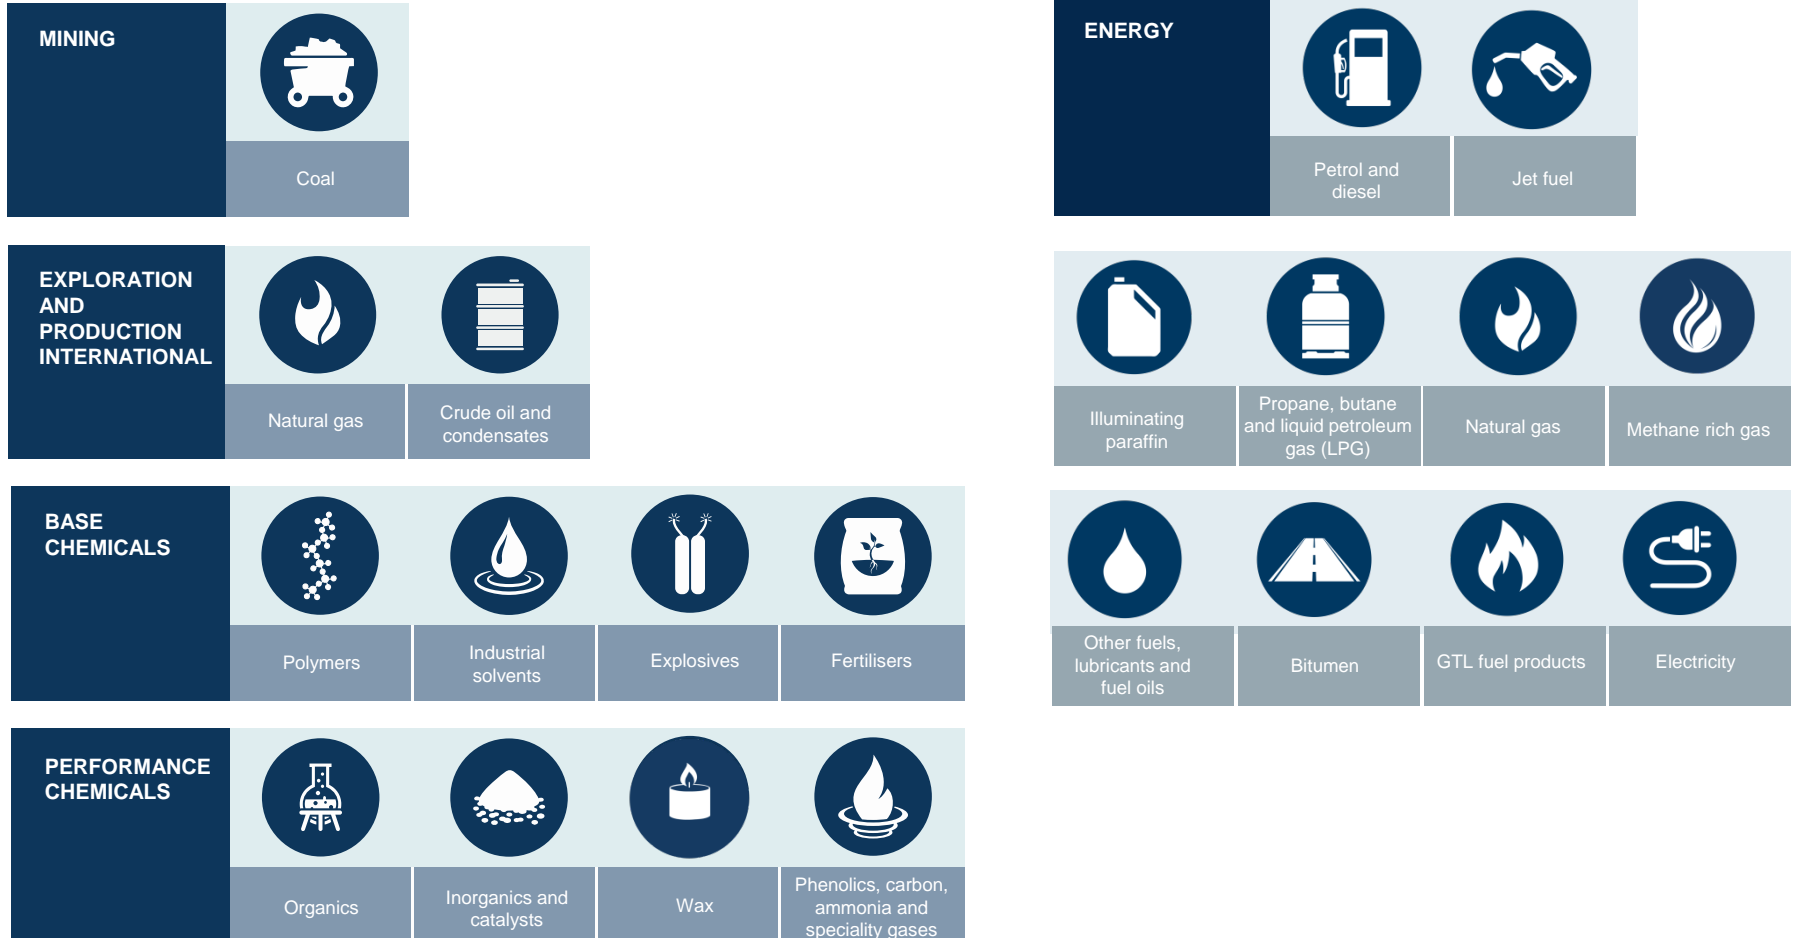 MINING
Coal
EXPLORATION
AND
PRODUCTION
INTERNATIONAL
Natural gas
Crude oil and
condensates
BASE
CHEMICALS
Polymers
Industrial
solvents
Explosives
Fertilisers
PERFORMANCE
CHEMICALS
Organics
Inorganics and
catalysts
Wax
Phenolics, carbon,
ammonia and
speciality gases
ENERGY
Petrol and
diesel
Jet fuel
Illuminating
paraffin
Propane, butane
and liquid petroleum
gas (LPG)
Natural gas
Methane rich gas
Other fuels,
lubricants and
fuel oils
Bitumen
GTL fuel products
Electricity